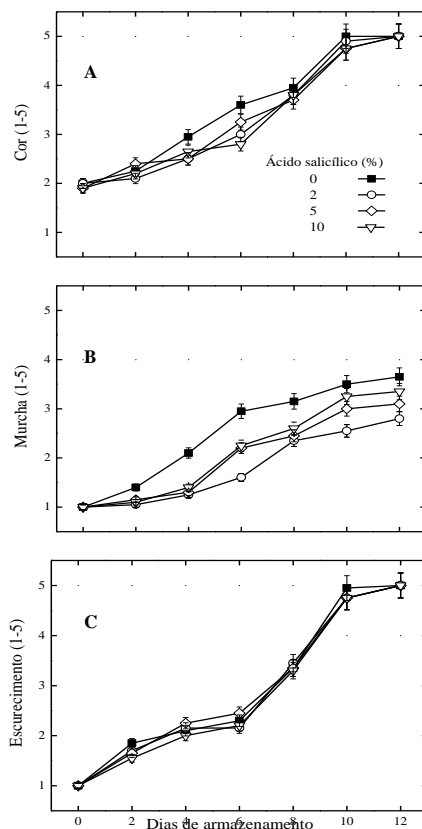 5
4
3
2
1
Cor (1-5)
A
Ácido salicílico (%)
0
2
5
10
5
4
3
2
1
Murcha (1-5)
B
5
4
3
2
1
Escurecimento (1-5)
C
0 2 4 6 8 10 12
Dias de armazenamento